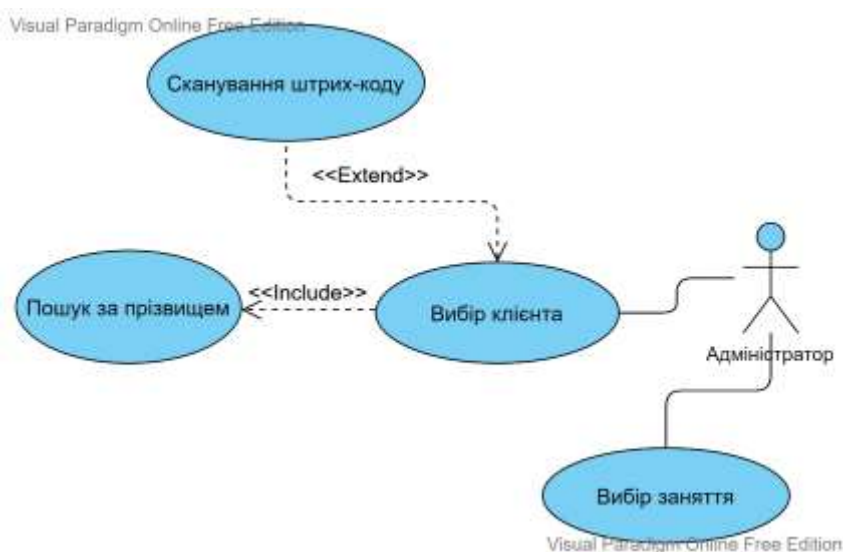 Visual Paradigm Online Free Edition
Сканування штрих-коду
<<Extend>>
<<Include>>
Пошук за прізвищем
Вибір клієнта
Адміністратор
Вибір заняття
Visual Paradigm Online Free Edition